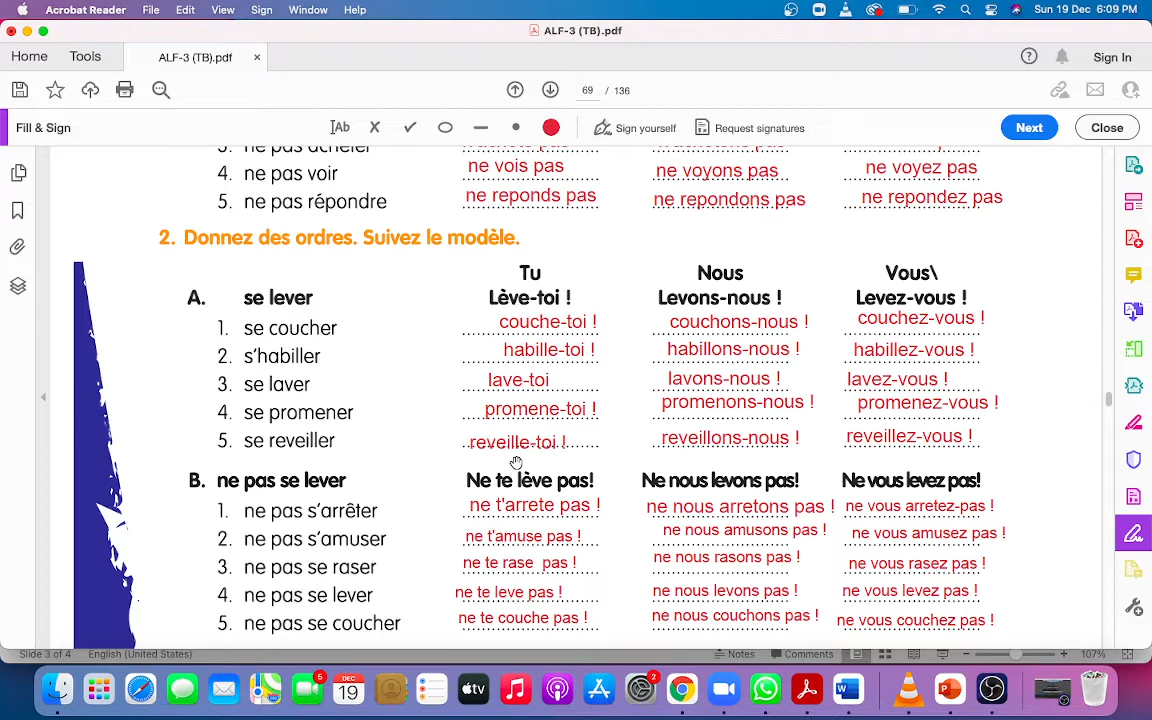 Acrobat Reader File Edit View Sign Window Help Sun 19 Dec 6:09 PM
ALF-3 (TB).pdf
Home Tools ALF-3 (TB).pdf × Sign In
69 / 136
Fill & Sign Ab Sign yourself Request signatures Next Close
3. ne pas acheter
4. ne pas voir ne vois pas ne voyons pas ne voyez pas
5. ne pas répondre ne reponds pas ne repondons pas ne repondez pas
2. Donnez des ordres. Suivez le modèle.
Tu Nous Vous\
A. se lever Lève-toi ! Levons-nous ! Levez-vous !
1. se coucher couche-toi ! couchons-nous ! couchez-vous !
2. s'habiller habille-toi ! habillons-nous ! habillez-vous !
3. se laver lave-toi lavons-nous ! lavez-vous !
4. se promener promene-toi ! promenons-nous ! promenez-vous !
5. se reveiller reveille-toi ! reveillons-nous ! reveillez-vous !
B. ne pas se lever Ne te lève pas! Ne nous levons pas! Ne vous levez pas!
1. ne pas s'arrêter ne t'arrete pas ! ne nous arretons pas ! ne vous arretez-pas !
2. ne pas s'amuser ne t'amuse pas ! ne nous amusons pas ! ne vous amusez pas !
3. ne pas se raser ne te rase pas ! ne nous rasons pas ! ne vous rasez pas !
4. ne pas se lever ne te leve pas ! ne nous levons pas ! ne vous levez pas !
5. ne pas se coucher ne te couche pas ! ne nous couchons pas ! ne vous couchez pas !
Slide 3 of 4 English (United States) Notes Comments 107%
5 DEC 19 tv 2